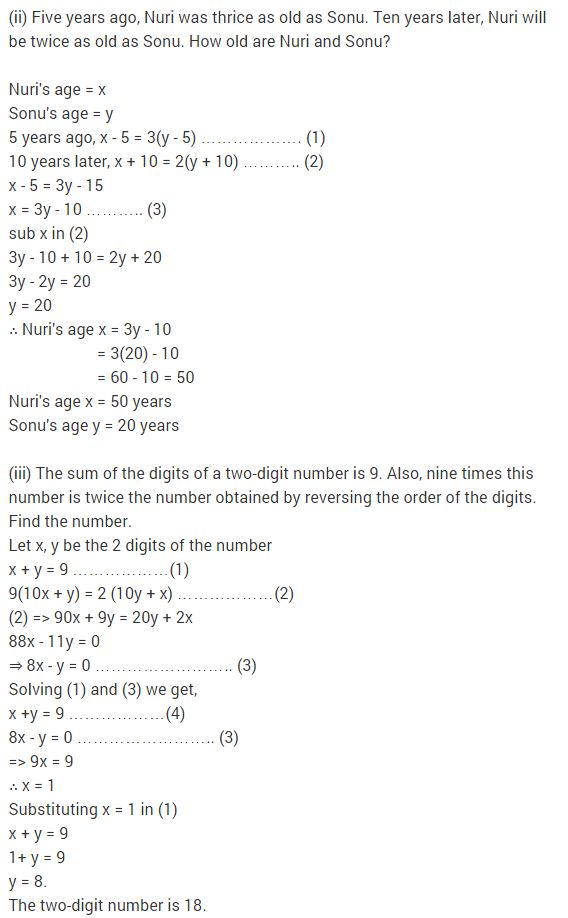 (ii) Five years ago, Nuri was thrice as old as Sonu. Ten years later, Nuri will
be twice as old as Sonu. How old are Nuri and Sonu?
Nuri's age = x
Sonu's age = y
5 years ago, x - 5 = 3(y - 5) ………………. (1)
10 years later, x + 10 = 2(y + 10) ……….. (2)
x - 5 = 3y - 15
x = 3y - 10 ……….. (3)
sub x in (2)
3y - 10 + 10 = 2y + 20
3y - 2y = 20
y = 20
∴ Nuri's age x = 3y - 10
= 3(20) - 10
= 60 - 10 = 50
Nuri's age x = 50 years
Sonu's age y = 20 years
(iii) The sum of the digits of a two-digit number is 9. Also, nine times this
number is twice the number obtained by reversing the order of the digits.
Find the number.
Let x, y be the 2 digits of the number
x + y = 9 ……………….(1)
9(10x + y) = 2 (10y + x) ……………….(2)
(2) => 90x + 9y = 20y + 2x
88x - 11y = 0
⇒ 8x - y = 0 …………………….. (3)
Solving (1) and (3) we get,
x +y = 9 ……………….(4)
8x - y = 0 …………………….. (3)
=> 9x = 9
∴ x = 1
Substituting x = 1 in (1)
x + y = 9
1+ y = 9
y = 8.
The two-digit number is 18.